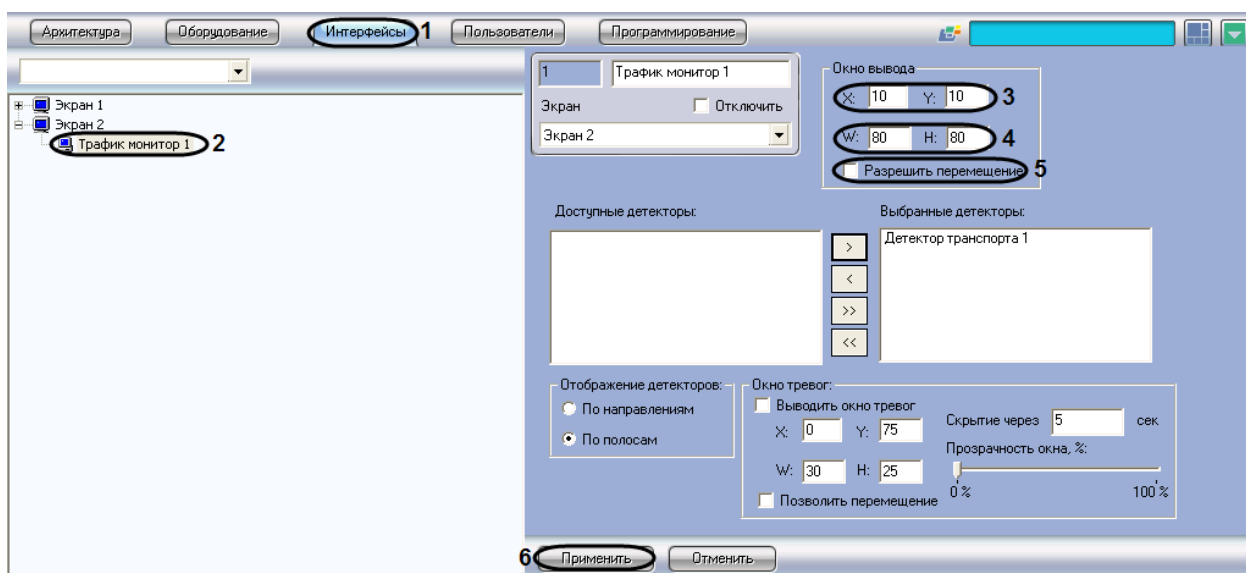 Архитектура Оборудование Интерфейсы 1 Пользователи Программирование
Экран 1
Экран 2
Трафик монитор 1 2
1 Трафик монитор 1
Экран Отключить
Экран 2
Окно вывода
X: 10 Y: 10 3
W: 80 H: 80 4
Разрешить перемещение 5
Доступные детекторы:
Выбранные детекторы:
Детектор транспорта 1
>
<
>>
<<
Отображение детекторов:
По направлениям
По полосам
Окно тревог:
Выводить окно тревог
X: 0 Y: 75
W: 30 H: 25
Позволить перемещение
Скрытие через 5 сек
Прозрачность окна, %:
0 % 100 %
6 Применить Отменить